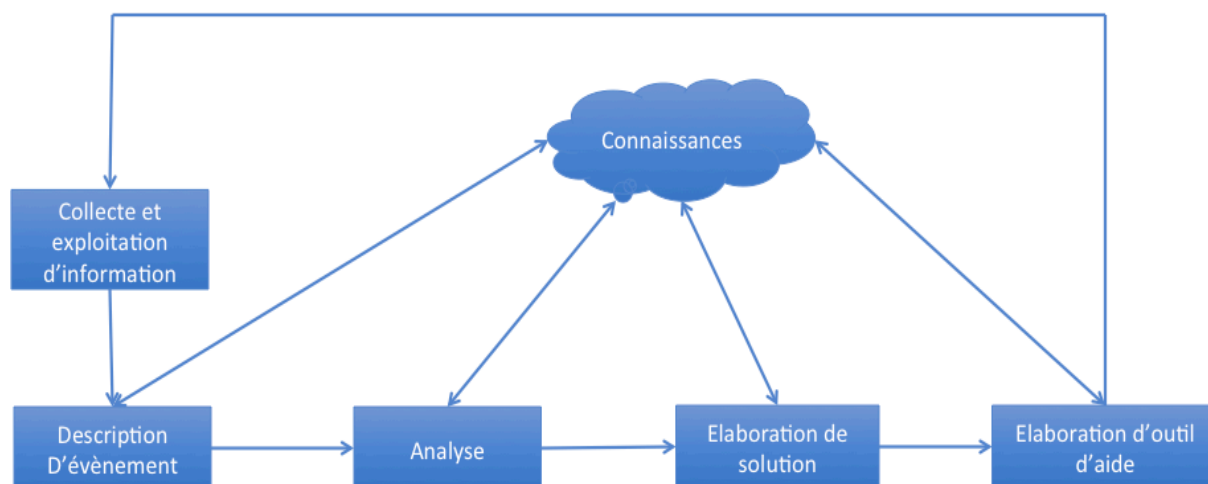 Connaissances
Collecte et
exploitation
d'information
Description
D'évènement
Analyse
Elaboration de
solution
Elaboration d'outil
d'aide